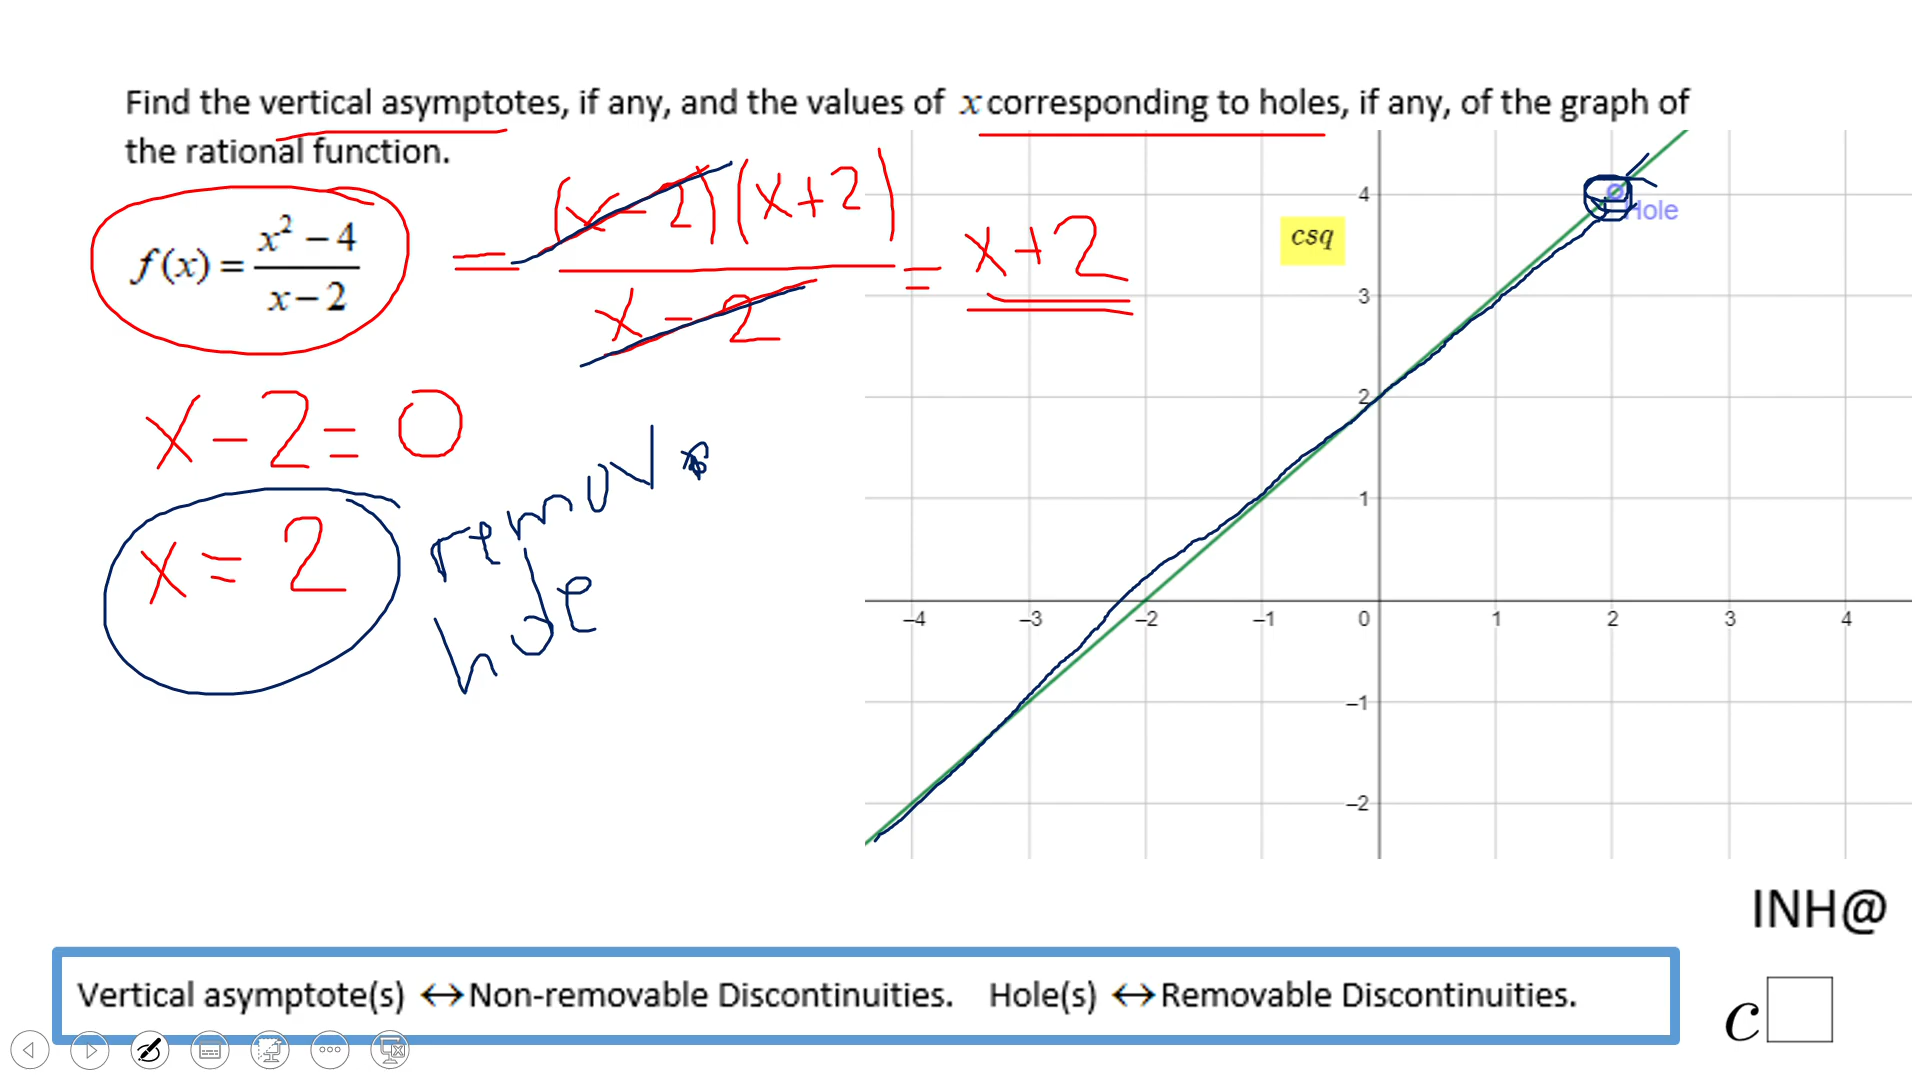 Find the vertical asymptotes, if any, and the values of x corresponding to holes, if any, of the graph of
the rational function.
f(x) = x² − 4 / x − 2 = (x − 2)(x + 2) / x − 2 = x + 2
x − 2 = 0
x = 2
remov
hole
csq
Hole
4
3
2
1
−4 −3 −2 −1 0 1 2 3 4
−1
−2
INH@
Vertical asymptote(s) ↔ Non-removable Discontinuities. Hole(s) ↔ Removable Discontinuities.
c